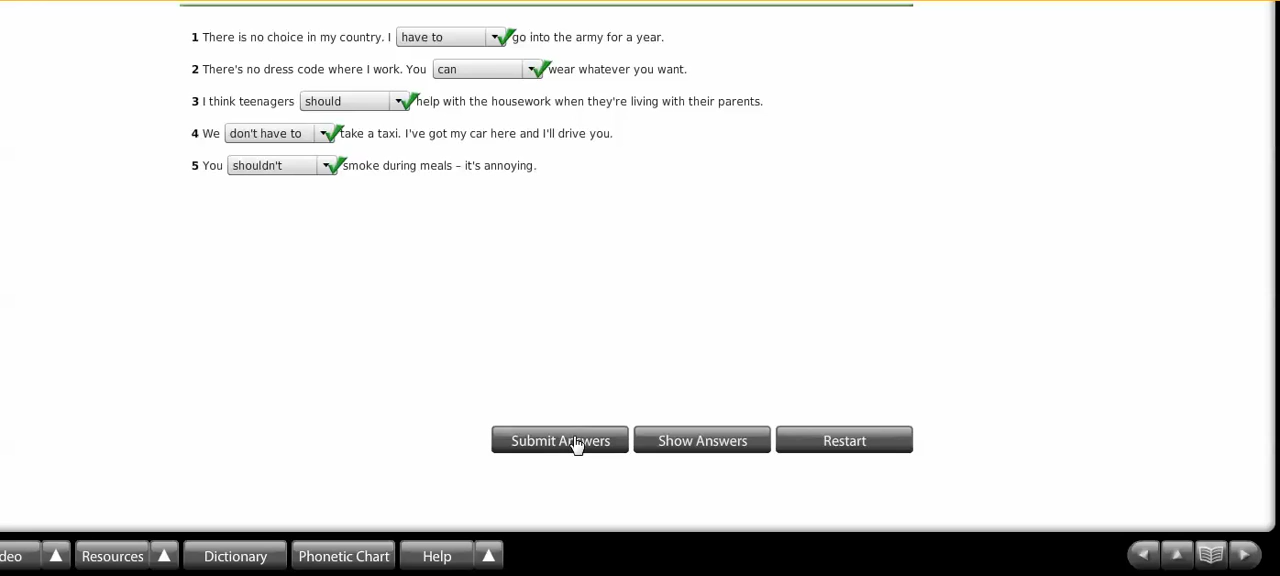 1 There is no choice in my country. I have to go into the army for a year.
2 There's no dress code where I work. You can wear whatever you want.
3 I think teenagers should help with the housework when they're living with their parents.
4 We don't have to take a taxi. I've got my car here and I'll drive you.
5 You shouldn't smoke during meals – it's annoying.
Submit Answers Show Answers Restart
deo Resources Dictionary Phonetic Chart Help